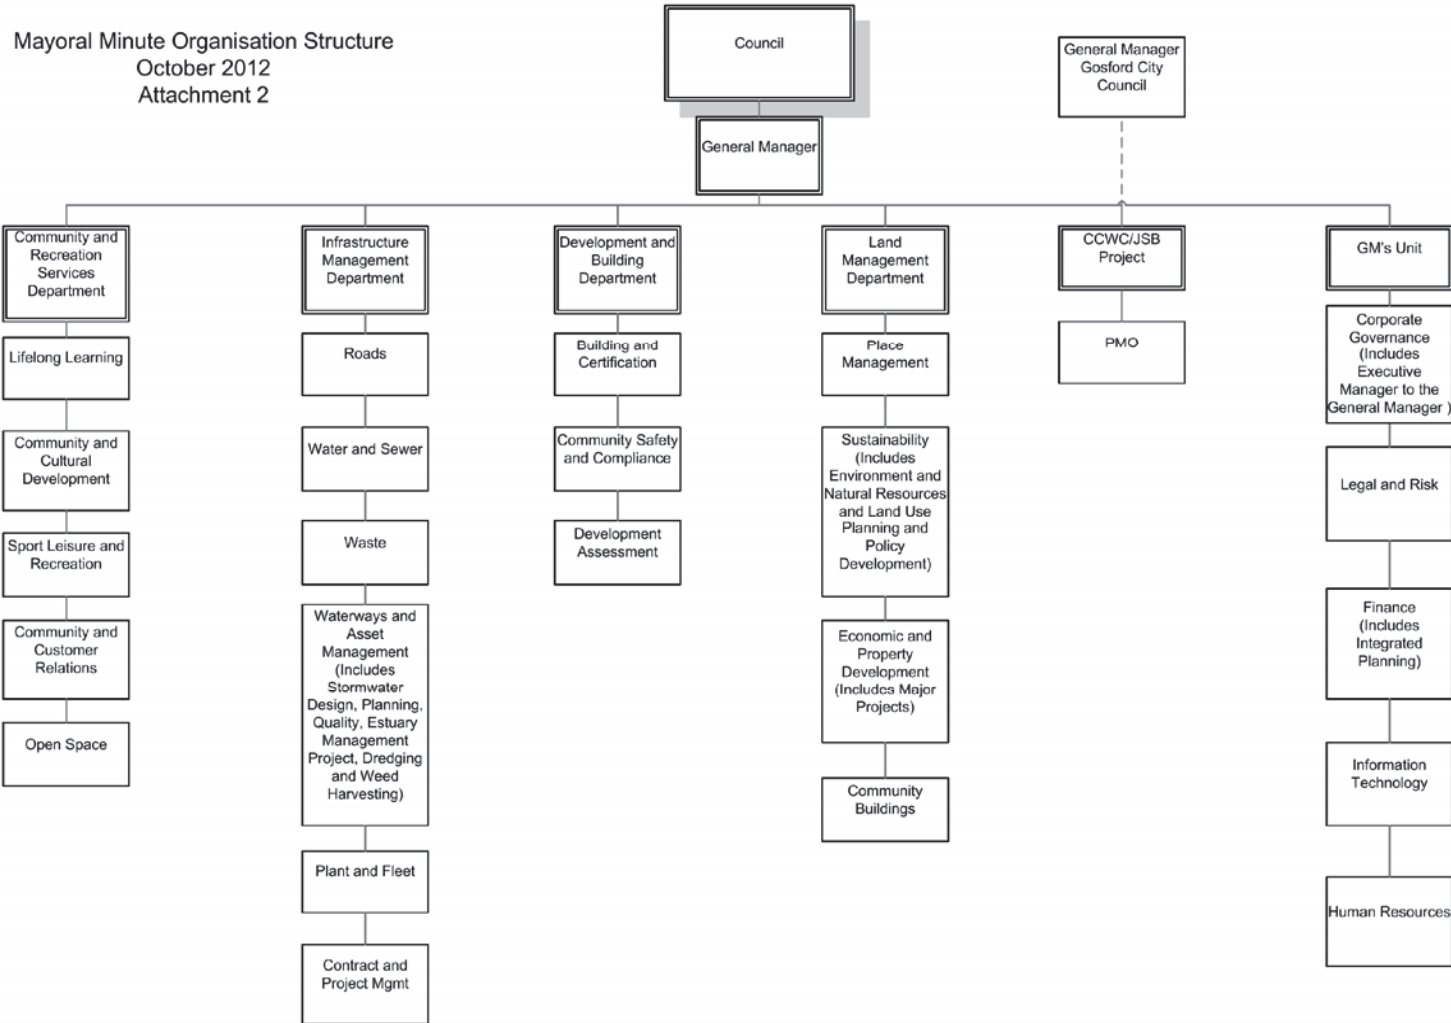 Mayoral Minute Organisation Structure
October 2012
Attachment 2
Council
General Manager
Gosford City
Council
General Manager
Community and
Recreation
Services
Department
Lifelong Learning
Community and
Cultural
Development
Sport Leisure and
Recreation
Community and
Customer
Relations
Open Space
Infrastructure
Management
Department
Roads
Water and Sewer
Waste
Waterways and
Asset
Management
(Includes
Stormwater
Design, Planning,
Quality, Estuary
Management
Project, Dredging
and Weed
Harvesting)
Plant and Fleet
Contract and
Project Mgmt
Development and
Building
Department
Building and
Certification
Community Safety
and Compliance
Development
Assessment
Land
Management
Department
Place
Management
Sustainability
(Includes
Environment and
Natural Resources
and Land Use
Planning and
Policy
Development)
Economic and
Property
Development
(Includes Major
Projects)
Community
Buildings
CCWC/JSB
Project
PMO
GM's Unit
Corporate
Governance
(Includes
Executive
Manager to the
General Manager )
Legal and Risk
Finance
(Includes
Integrated
Planning)
Information
Technology
Human Resources